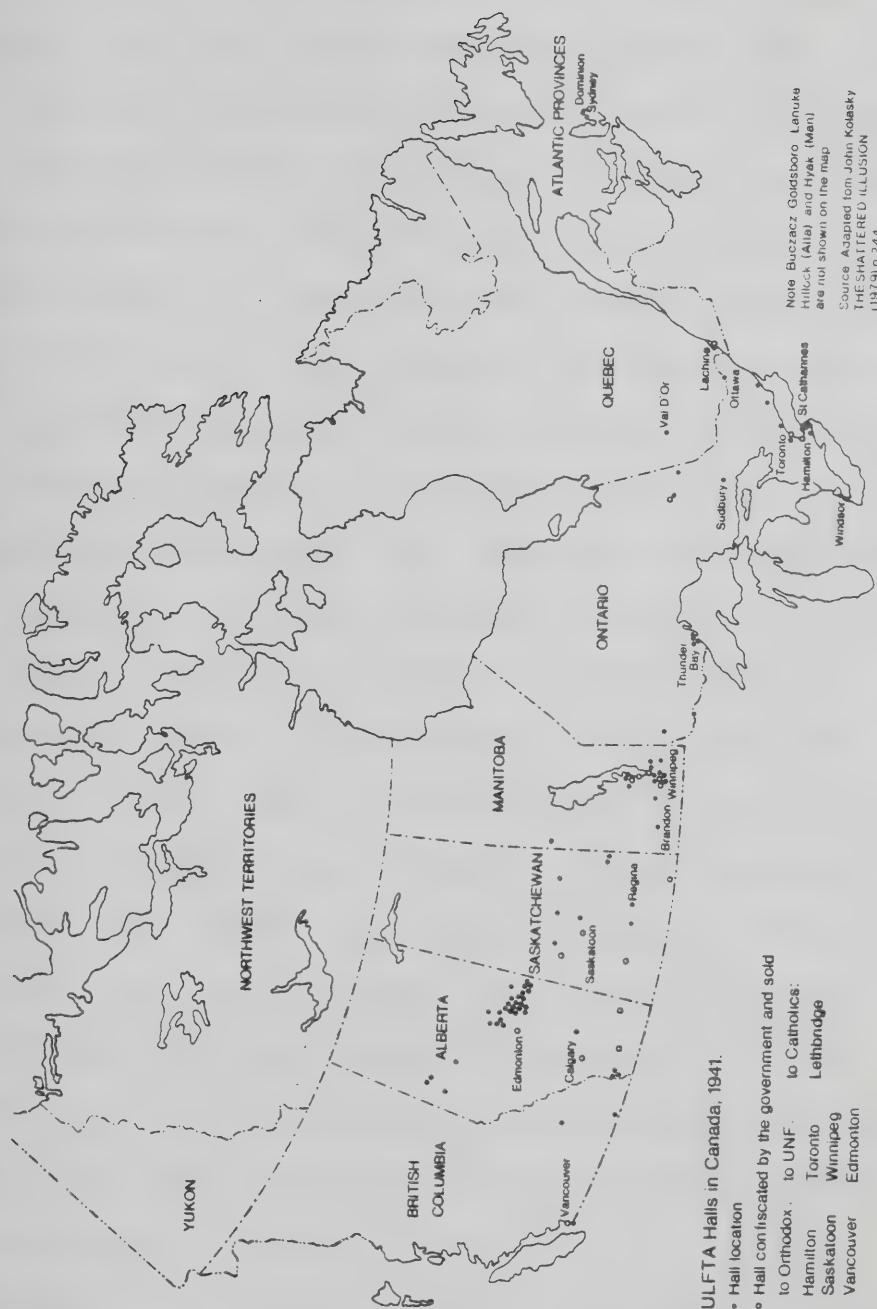 YUKON
NORTHWEST TERRITORIES
BRITISH
COLUMBIA
ALBERTA
SASKATCHEWAN
MANITOBA
ONTARIO
QUEBEC
ATLANTIC PROVINCES
Vancouver
Edmonton
Calgary
Saskatoon
Regina
Brandon
Winnipeg
Thunder
Bay
Sudbury
Val D'Or
Lachine
Ottawa
Toronto
Hamilton
St Catharines
Windsor
Dominion
Sydney
ULFTA Halls in Canada, 1941.
• Hall location
o Hall confiscated by the government and sold
to Orthodox. to UNF. to Catholics:
Hamilton Toronto Lethbridge
Saskatoon Winnipeg
Vancouver Edmonton
Note Buczacz Goldsboro Lanuke
Hillock (Alta) and Hyak (Man)
are not shown on the map
Source Adapted from John Kolasky
THE SHATTERED ILLUSION
(1979) p 244